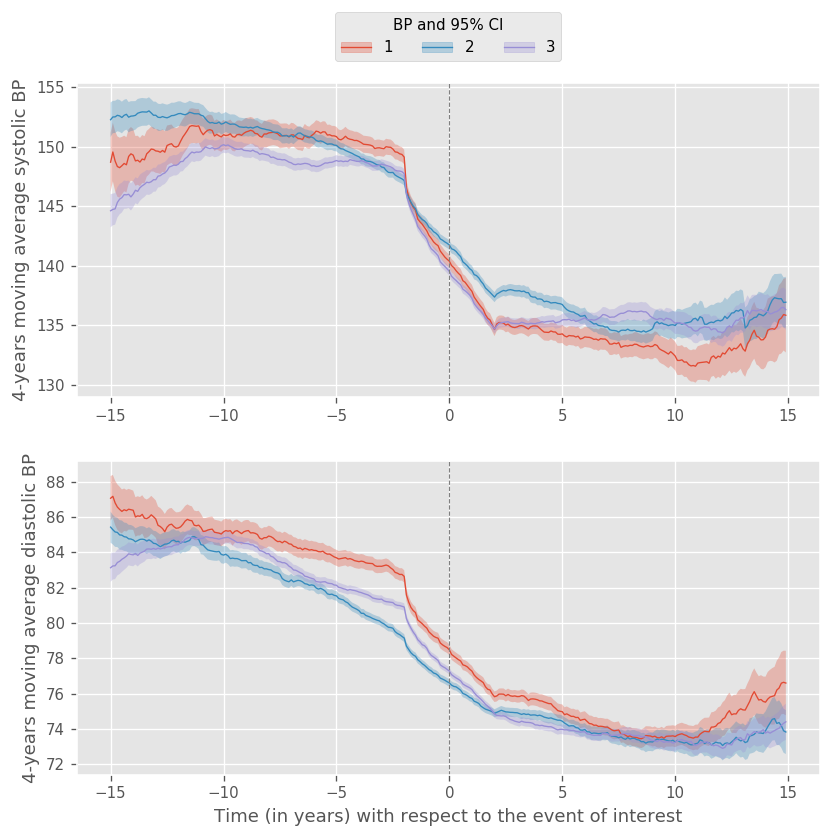 BP and 95% CI
1 2 3
4-years moving average systolic BP
155
150
145
140
135
130
−15 −10 −5 0 5 10 15
4-years moving average diastolic BP
88
86
84
82
80
78
76
74
72
−15 −10 −5 0 5 10 15
Time (in years) with respect to the event of interest